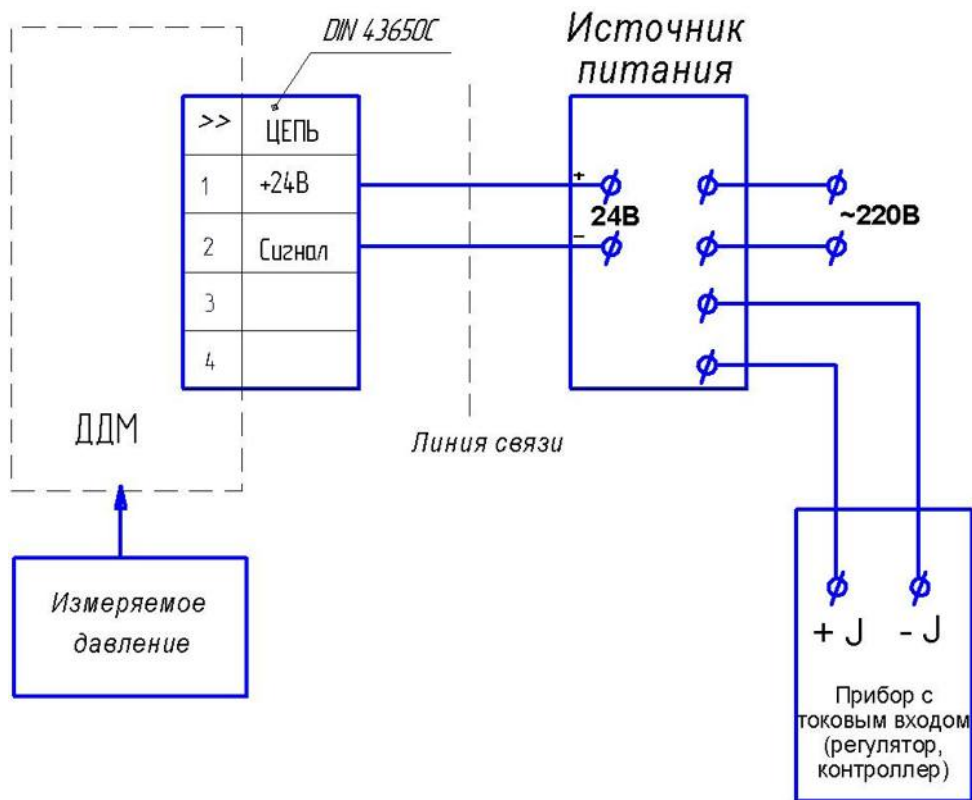 DIN 43650С
Источник
питания
>> ЦЕПЬ
1 +24В
2 Сигнал
3
4
+
24В
−
~220В
ДДМ
Линия связи
Измеряемое
давление
+ J - J
Прибор с
токовым входом
(регулятор,
контроллер)